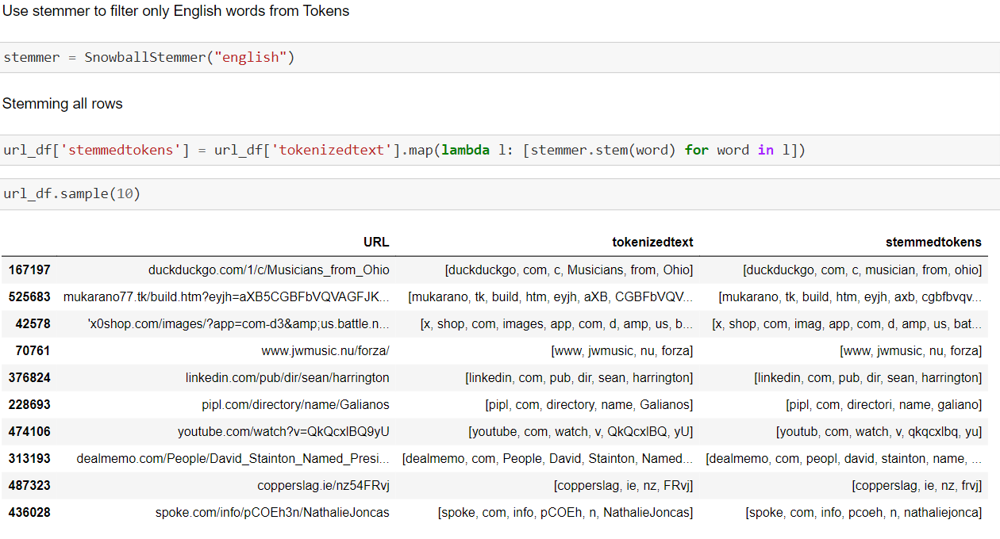 Use stemmer to filter only English words from Tokens
stemmer = SnowballStemmer("english")
Stemming all rows
url_df['stemmedtokens'] = url_df['tokenizedtext'].map(lambda l: [stemmer.stem(word) for word in l])
url_df.sample(10)
URL tokenizedtext stemmedtokens
167197 duckduckgo.com/1/c/Musicians_from_Ohio [duckduckgo, com, c, Musicians, from, Ohio] [duckduckgo, com, c, musician, from, ohio]
525683 mukarano77.tk/build.htm?eyjh=aXB5CGBFbVQVAGFJK... [mukarano, tk, build, htm, eyjh, aXB, CGBFbVQV... [mukarano, tk, build, htm, eyjh, axb, cgbfbvqv...
42578 'x0shop.com/images/?app=com-d3&amp;us.battle.n... [x, shop, com, images, app, com, d, amp, us, b... [x, shop, com, imag, app, com, d, amp, us, bat...
70761 www.jwmusic.nu/forza/ [www, jwmusic, nu, forza] [www, jwmusic, nu, forza]
376824 linkedin.com/pub/dir/sean/harrington [linkedin, com, pub, dir, sean, harrington] [linkedin, com, pub, dir, sean, harrington]
228693 pipl.com/directory/name/Galianos [pipl, com, directory, name, Galianos] [pipl, com, directori, name, galiano]
474106 youtube.com/watch?v=QkQcxlBQ9yU [youtube, com, watch, v, QkQcxlBQ, yU] [youtub, com, watch, v, qkqcxlbq, yu]
313193 dealmemo.com/People/David_Stainton_Named_Presi... [dealmemo, com, People, David, Stainton, Named... [dealmemo, com, peopl, david, stainton, name, ...
487323 copperslag.ie/nz54FRvj [copperslag, ie, nz, FRvj] [copperslag, ie, nz, frvj]
436028 spoke.com/info/pCOEh3n/NathalieJoncas [spoke, com, info, pCOEh, n, NathalieJoncas] [spoke, com, info, pcoeh, n, nathaliejonca]